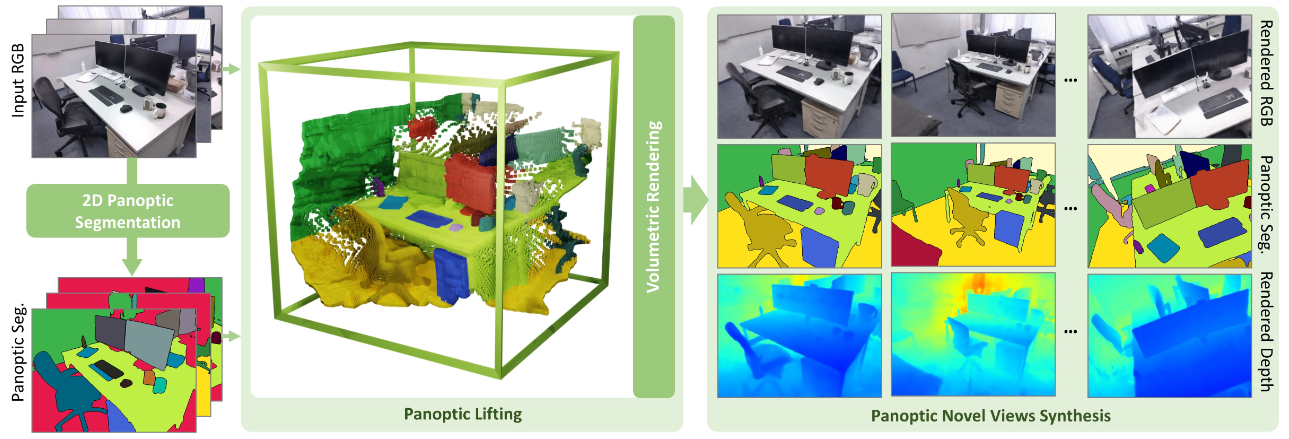 Input RGB
2D Panoptic
Segmentation
Panoptic Seg.
Panoptic Lifting
Volumetric Rendering
...
Rendered RGB
...
Panoptic Seg.
...
Rendered Depth
Panoptic Novel Views Synthesis